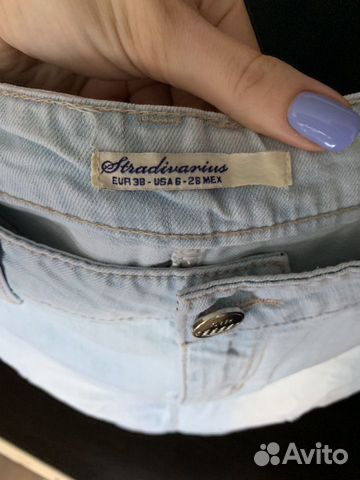 Stradivarius
EUR 38 - USA 6 - 28 MEX
Avito